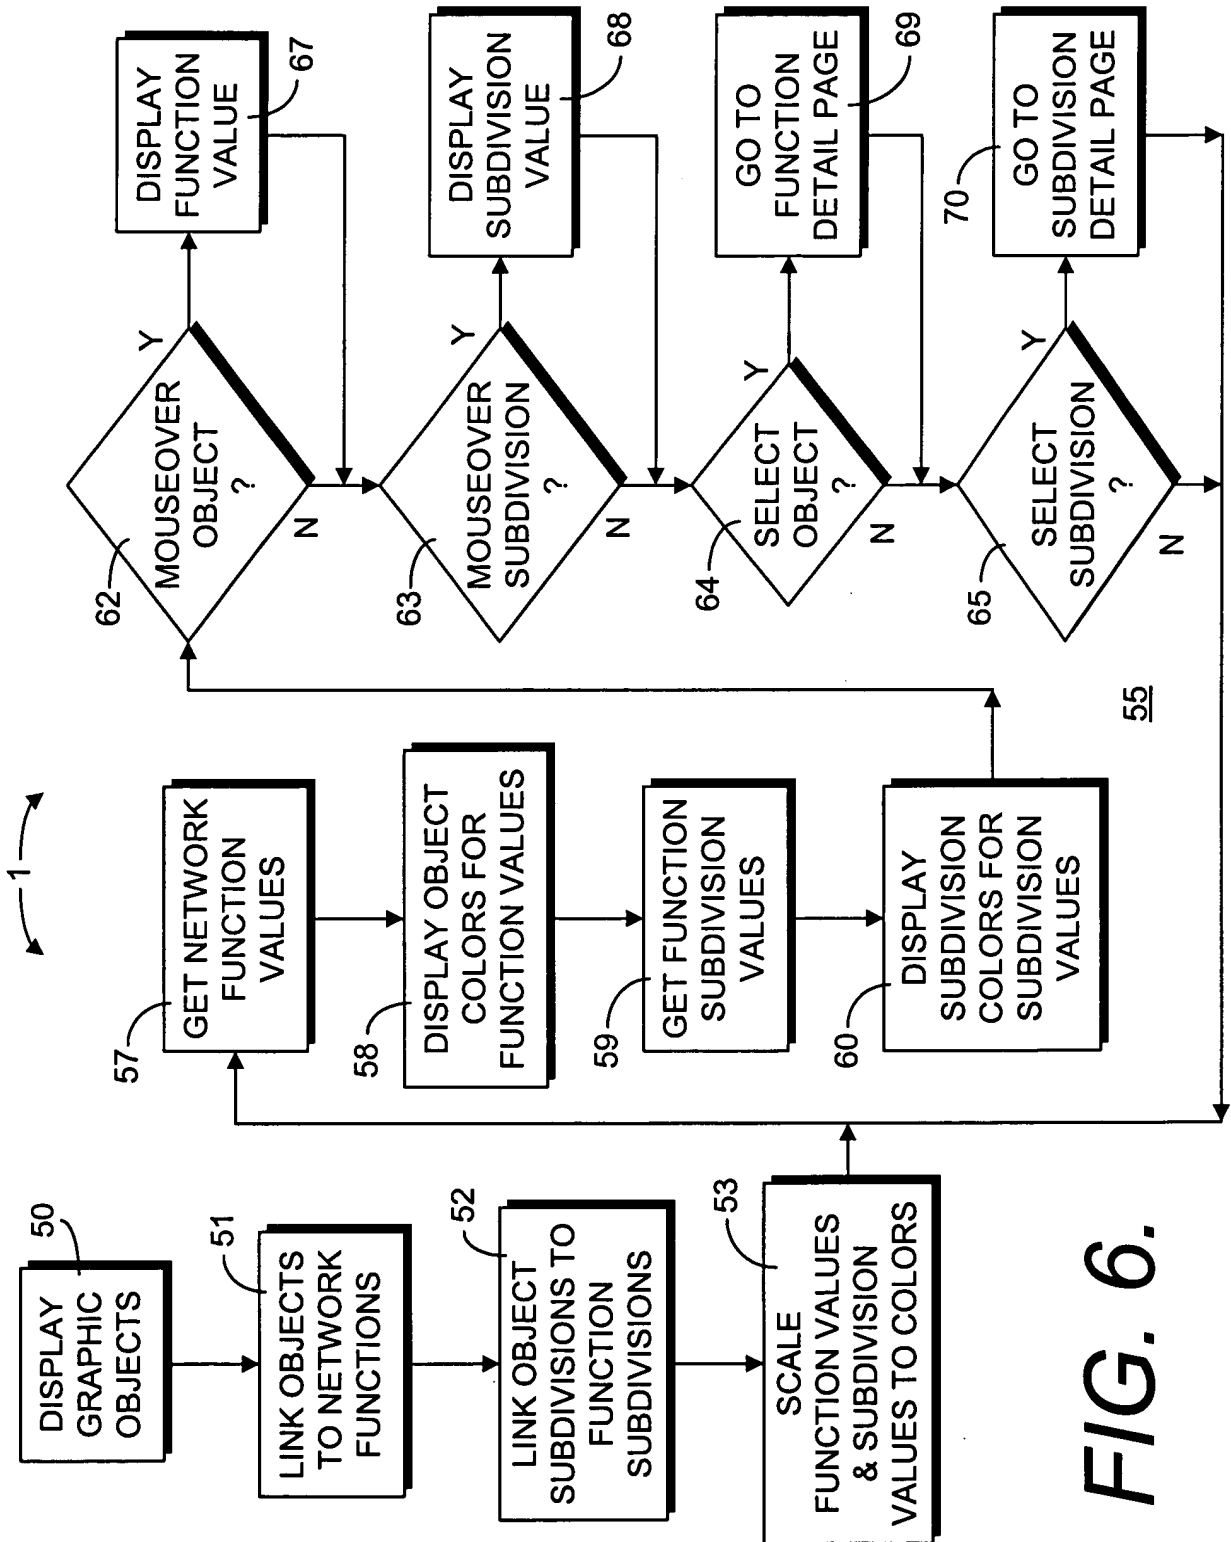 1
50
DISPLAY
GRAPHIC
OBJECTS
51
LINK OBJECTS
TO NETWORK
FUNCTIONS
52
LINK OBJECT
SUBDIVISIONS TO
FUNCTION
SUBDIVISIONS
53
SCALE
FUNCTION VALUES
& SUBDIVISION
VALUES TO COLORS
57
GET NETWORK
FUNCTION
VALUES
58
DISPLAY OBJECT
COLORS FOR
FUNCTION VALUES
59
GET FUNCTION
SUBDIVISION
VALUES
60
DISPLAY
SUBDIVISION
COLORS FOR
SUBDIVISION
VALUES
55
62
MOUSEOVER
OBJECT
?
Y
N
67
DISPLAY
FUNCTION
VALUE
63
MOUSEOVER
SUBDIVISION
?
Y
N
68
DISPLAY
SUBDIVISION
VALUE
64
SELECT
OBJECT
?
Y
N
69
GO TO
FUNCTION
DETAIL PAGE
65
SELECT
SUBDIVISION
?
Y
N
70
GO TO
SUBDIVISION
DETAIL PAGE
FIG. 6.